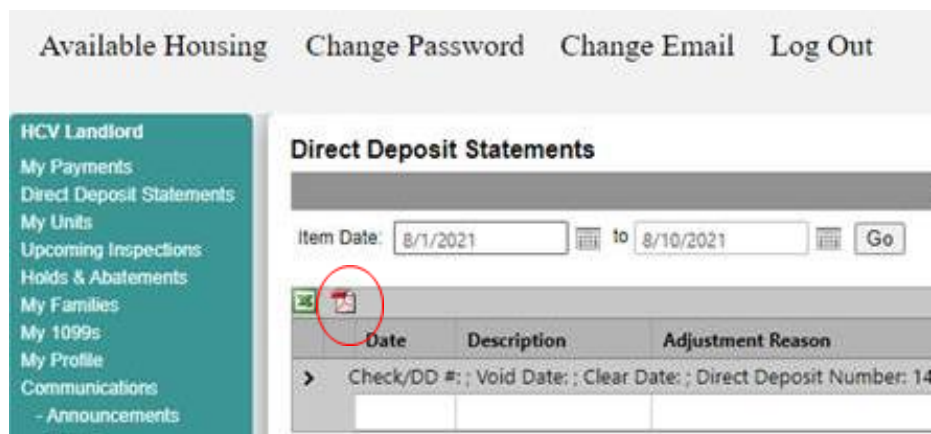 Available Housing Change Password Change Email Log Out
HCV Landlord
My Payments
Direct Deposit Statements
My Units
Upcoming Inspections
Holds & Abatements
My Families
My 1099s
My Profile
Communications
- Announcements
Direct Deposit Statements
Item Date: 8/1/2021 to 8/10/2021 Go
Date Description Adjustment Reason
Check/DD #: ; Void Date: ; Clear Date: ; Direct Deposit Number: 14